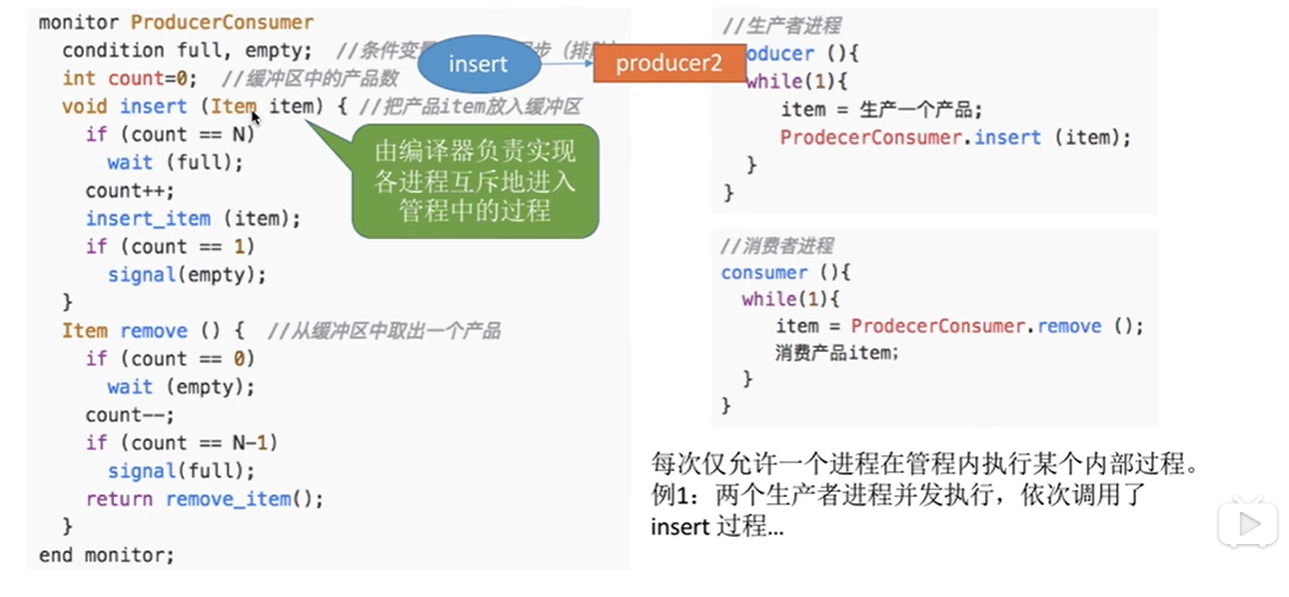 monitor ProducerConsumer
condition full, empty; //条件变量 步（排
int count=0; //缓冲区中的产品数
void insert (Item item) { //把产品item放入缓冲区
if (count == N)
wait (full);
count++;
insert_item (item);
if (count == 1)
signal(empty);
}
Item remove () { //从缓冲区中取出一个产品
if (count == 0)
wait (empty);
count--;
if (count == N-1)
signal(full);
return remove_item();
}
end monitor;
insert
producer2
由编译器负责实现
各进程互斥地进入
管程中的过程
//生产者进程
oducer (){
while(1){
item = 生产一个产品;
ProdecerConsumer.insert (item);
}
}
//消费者进程
consumer (){
while(1){
item = ProdecerConsumer.remove ();
消费产品item;
}
}
每次仅允许一个进程在管程内执行某个内部过程。
例1：两个生产者进程并发执行，依次调用了
insert 过程...